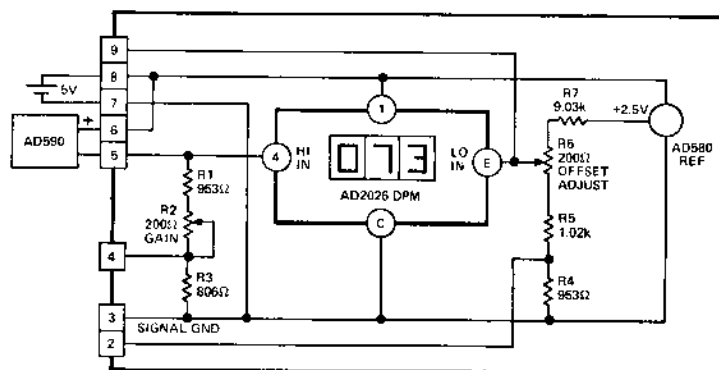 9
8
7
6
5
4
3
2
5V
+
AD590
R1
953Ω
R2
200Ω
GAIN
R3
806Ω
SIGNAL GND
1
4
HI
IN
073
LO
IN
E
AD2026 DPM
C
R7
9.03k
+2.5V
AD580
REF
R6
200Ω
OFFSET
ADJUST
R5
1.02k
R4
953Ω